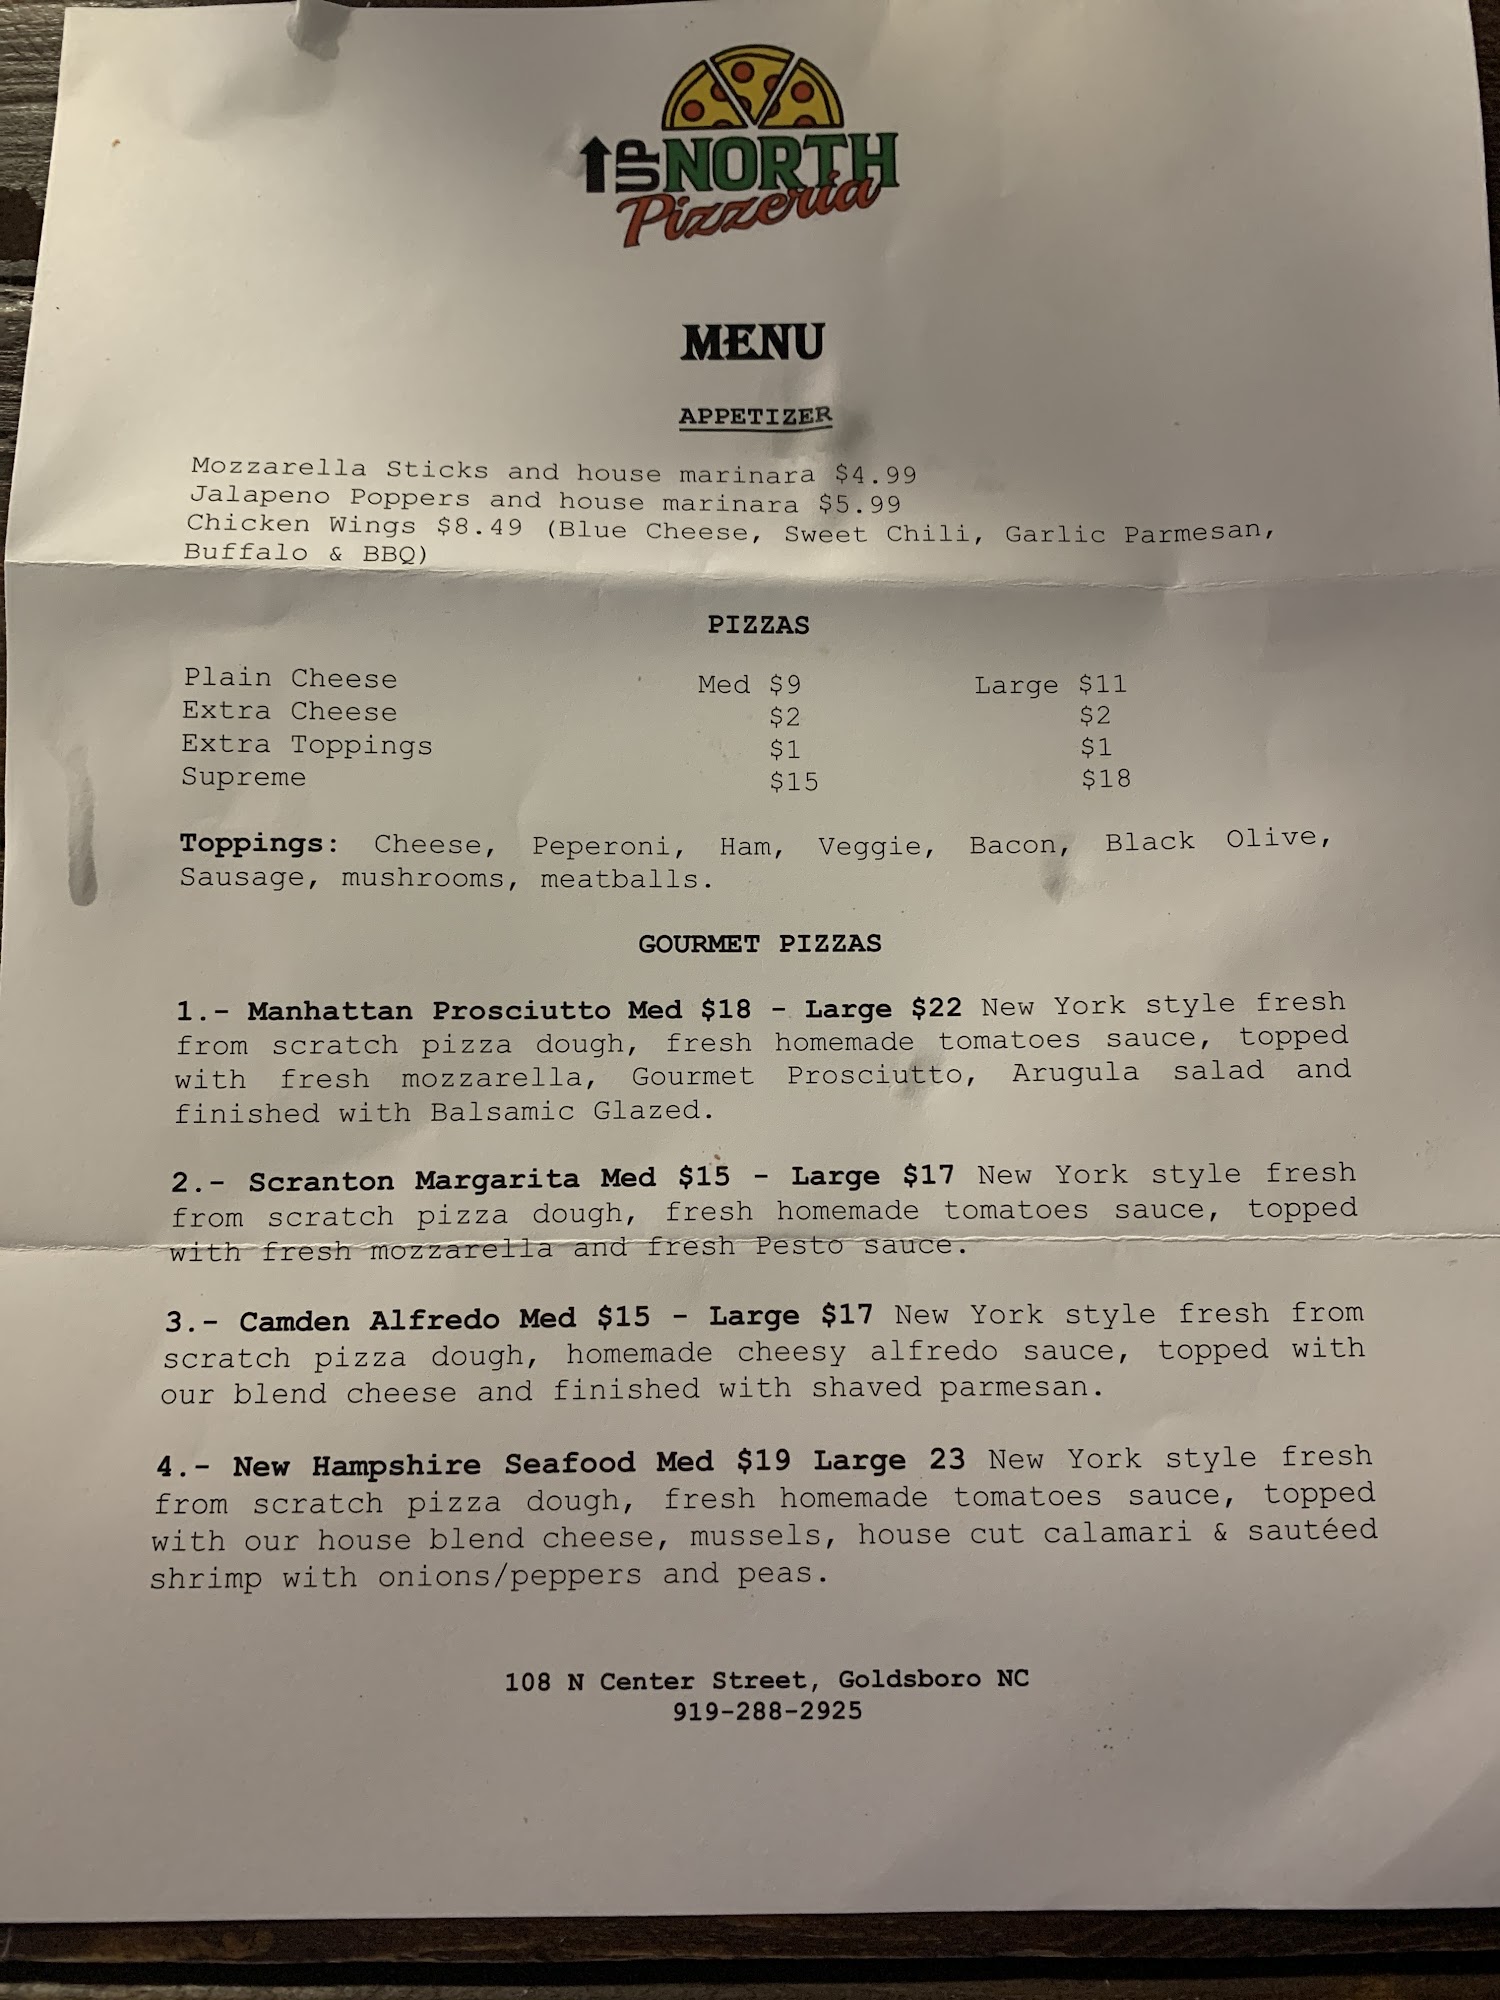 UP NORTH
Pizzeria
MENU
APPETIZER
Mozzarella Sticks and house marinara $4.99
Jalapeno Poppers and house marinara $5.99
Chicken Wings $8.49 (Blue Cheese, Sweet Chili, Garlic Parmesan,
Buffalo & BBQ)
PIZZAS
Plain Cheese Med $9 Large $11
Extra Cheese $2 $2
Extra Toppings $1 $1
Supreme $15 $18
Toppings: Cheese, Peperoni, Ham, Veggie, Bacon, Black Olive,
Sausage, mushrooms, meatballs.
GOURMET PIZZAS
1.- Manhattan Prosciutto Med $18 - Large $22 New York style fresh
from scratch pizza dough, fresh homemade tomatoes sauce, topped
with fresh mozzarella, Gourmet Prosciutto, Arugula salad and
finished with Balsamic Glazed.
2.- Scranton Margarita Med $15 - Large $17 New York style fresh
from scratch pizza dough, fresh homemade tomatoes sauce, topped
with fresh mozzarella and fresh Pesto sauce.
3.- Camden Alfredo Med $15 - Large $17 New York style fresh from
scratch pizza dough, homemade cheesy alfredo sauce, topped with
our blend cheese and finished with shaved parmesan.
4.- New Hampshire Seafood Med $19 Large 23 New York style fresh
from scratch pizza dough, fresh homemade tomatoes sauce, topped
with our house blend cheese, mussels, house cut calamari & sautéed
shrimp with onions/peppers and peas.
108 N Center Street, Goldsboro NC
919-288-2925